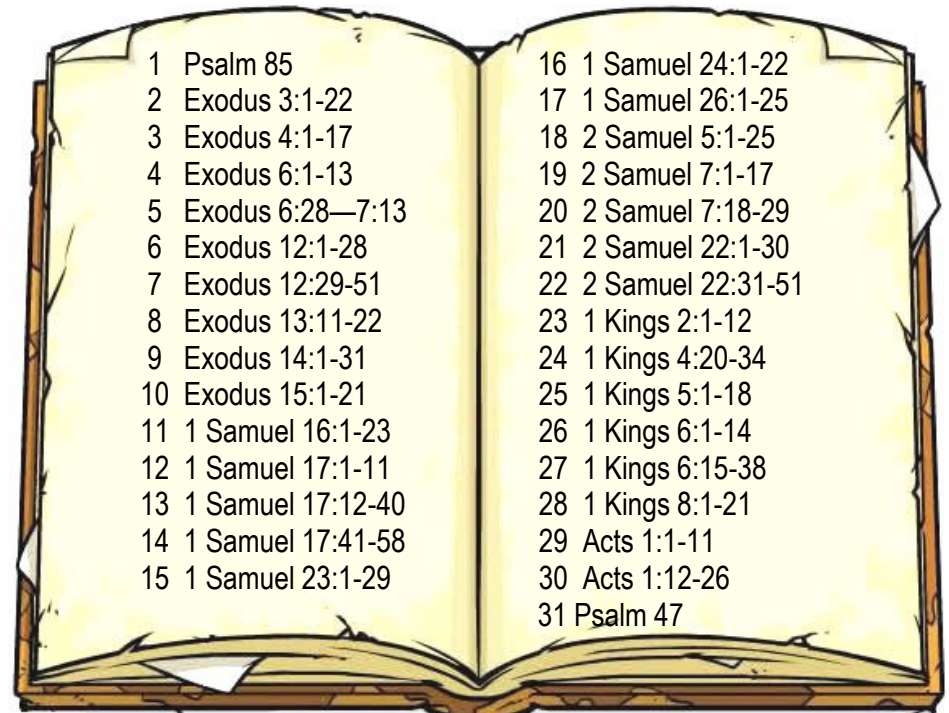 1 Psalm 85
2 Exodus 3:1-22
3 Exodus 4:1-17
4 Exodus 6:1-13
5 Exodus 6:28—7:13
6 Exodus 12:1-28
7 Exodus 12:29-51
8 Exodus 13:11-22
9 Exodus 14:1-31
10 Exodus 15:1-21
11 1 Samuel 16:1-23
12 1 Samuel 17:1-11
13 1 Samuel 17:12-40
14 1 Samuel 17:41-58
15 1 Samuel 23:1-29
16 1 Samuel 24:1-22
17 1 Samuel 26:1-25
18 2 Samuel 5:1-25
19 2 Samuel 7:1-17
20 2 Samuel 7:18-29
21 2 Samuel 22:1-30
22 2 Samuel 22:31-51
23 1 Kings 2:1-12
24 1 Kings 4:20-34
25 1 Kings 5:1-18
26 1 Kings 6:1-14
27 1 Kings 6:15-38
28 1 Kings 8:1-21
29 Acts 1:1-11
30 Acts 1:12-26
31 Psalm 47